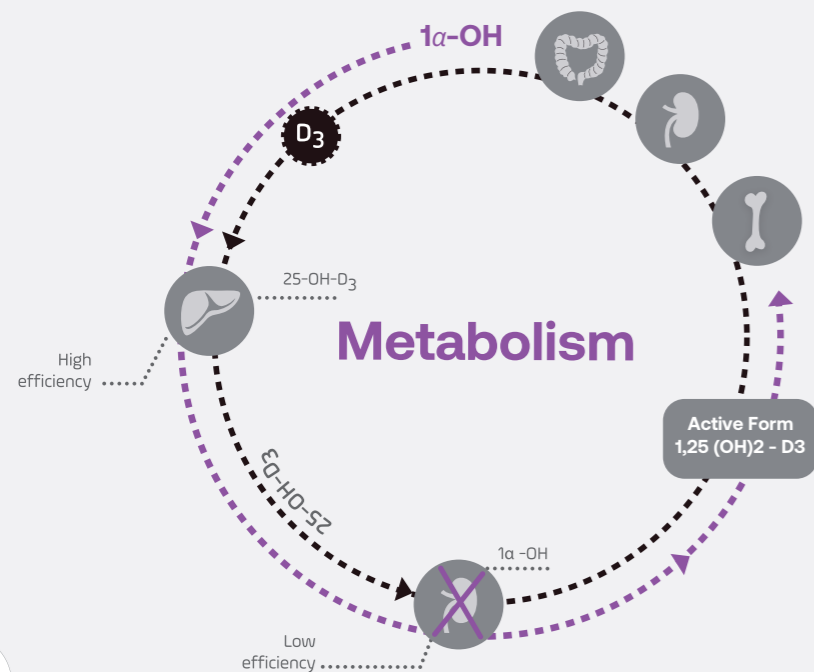 1α-OH
D3
25-OH-D3
Metabolism
High
efficiency
Active Form
1,25 (OH)2 - D3
25-OH-D3
1α -OH
Low
efficiency